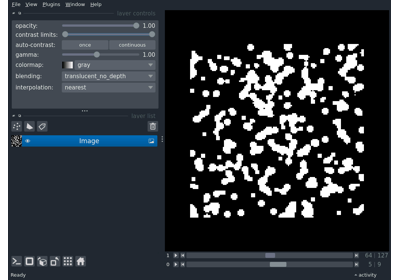 File View Plugins Window Help
layer controls
opacity: 1.00
contrast limits:
auto-contrast: once continuous
gamma: 1.00
colormap: gray
blending: translucent_no_depth
interpolation: nearest
layer list
Image
1 64 127
0 5 9
Ready activity